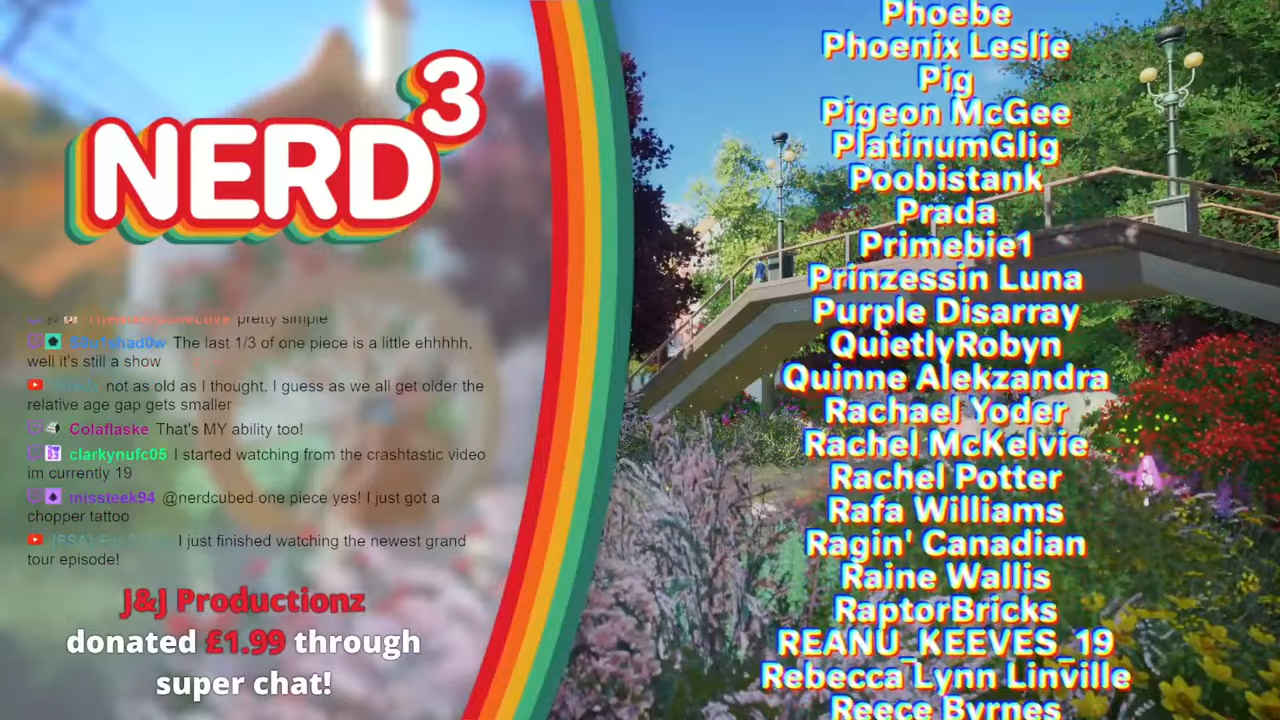 NERD³
pretty simple
The last 1/3 of one piece is a little ehhhhh,
well it's still a show
not as old as I thought. I guess as we all get older the
relative age gap gets smaller
Colaflaske That's MY ability too!
clarkynufc05 I started watching from the crashtastic video
im currently 19
missteek94 @nerdcubed one piece yes! I just got a
chopper tattoo
I just finished watching the newest grand
tour episode!
J&J Productionz
donated £1.99 through
super chat!
Phoebe
Phoenix Leslie
Pig
Pigeon McGee
PlatinumGlig
Poobistank
Prada
Primebie1
Prinzessin Luna
Purple Disarray
QuietlyRobyn
Quinne Alekzandra
Rachael Yoder
Rachel McKelvie
Rachel Potter
Rafa Williams
Ragin' Canadian
Raine Wallis
RaptorBricks
REANU_KEEVES_19
Rebecca Lynn Linville
Reece Byrnes